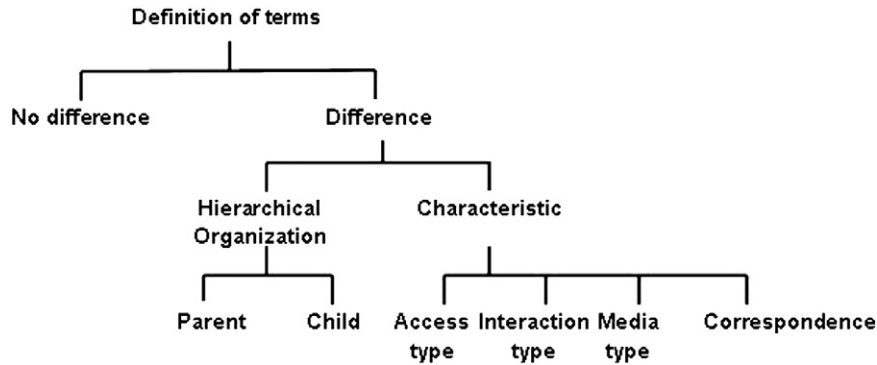 Definition of terms
No difference
Difference
Hierarchical
Organization
Characteristic
Parent
Child
Access
type
Interaction
type
Media
type
Correspondence